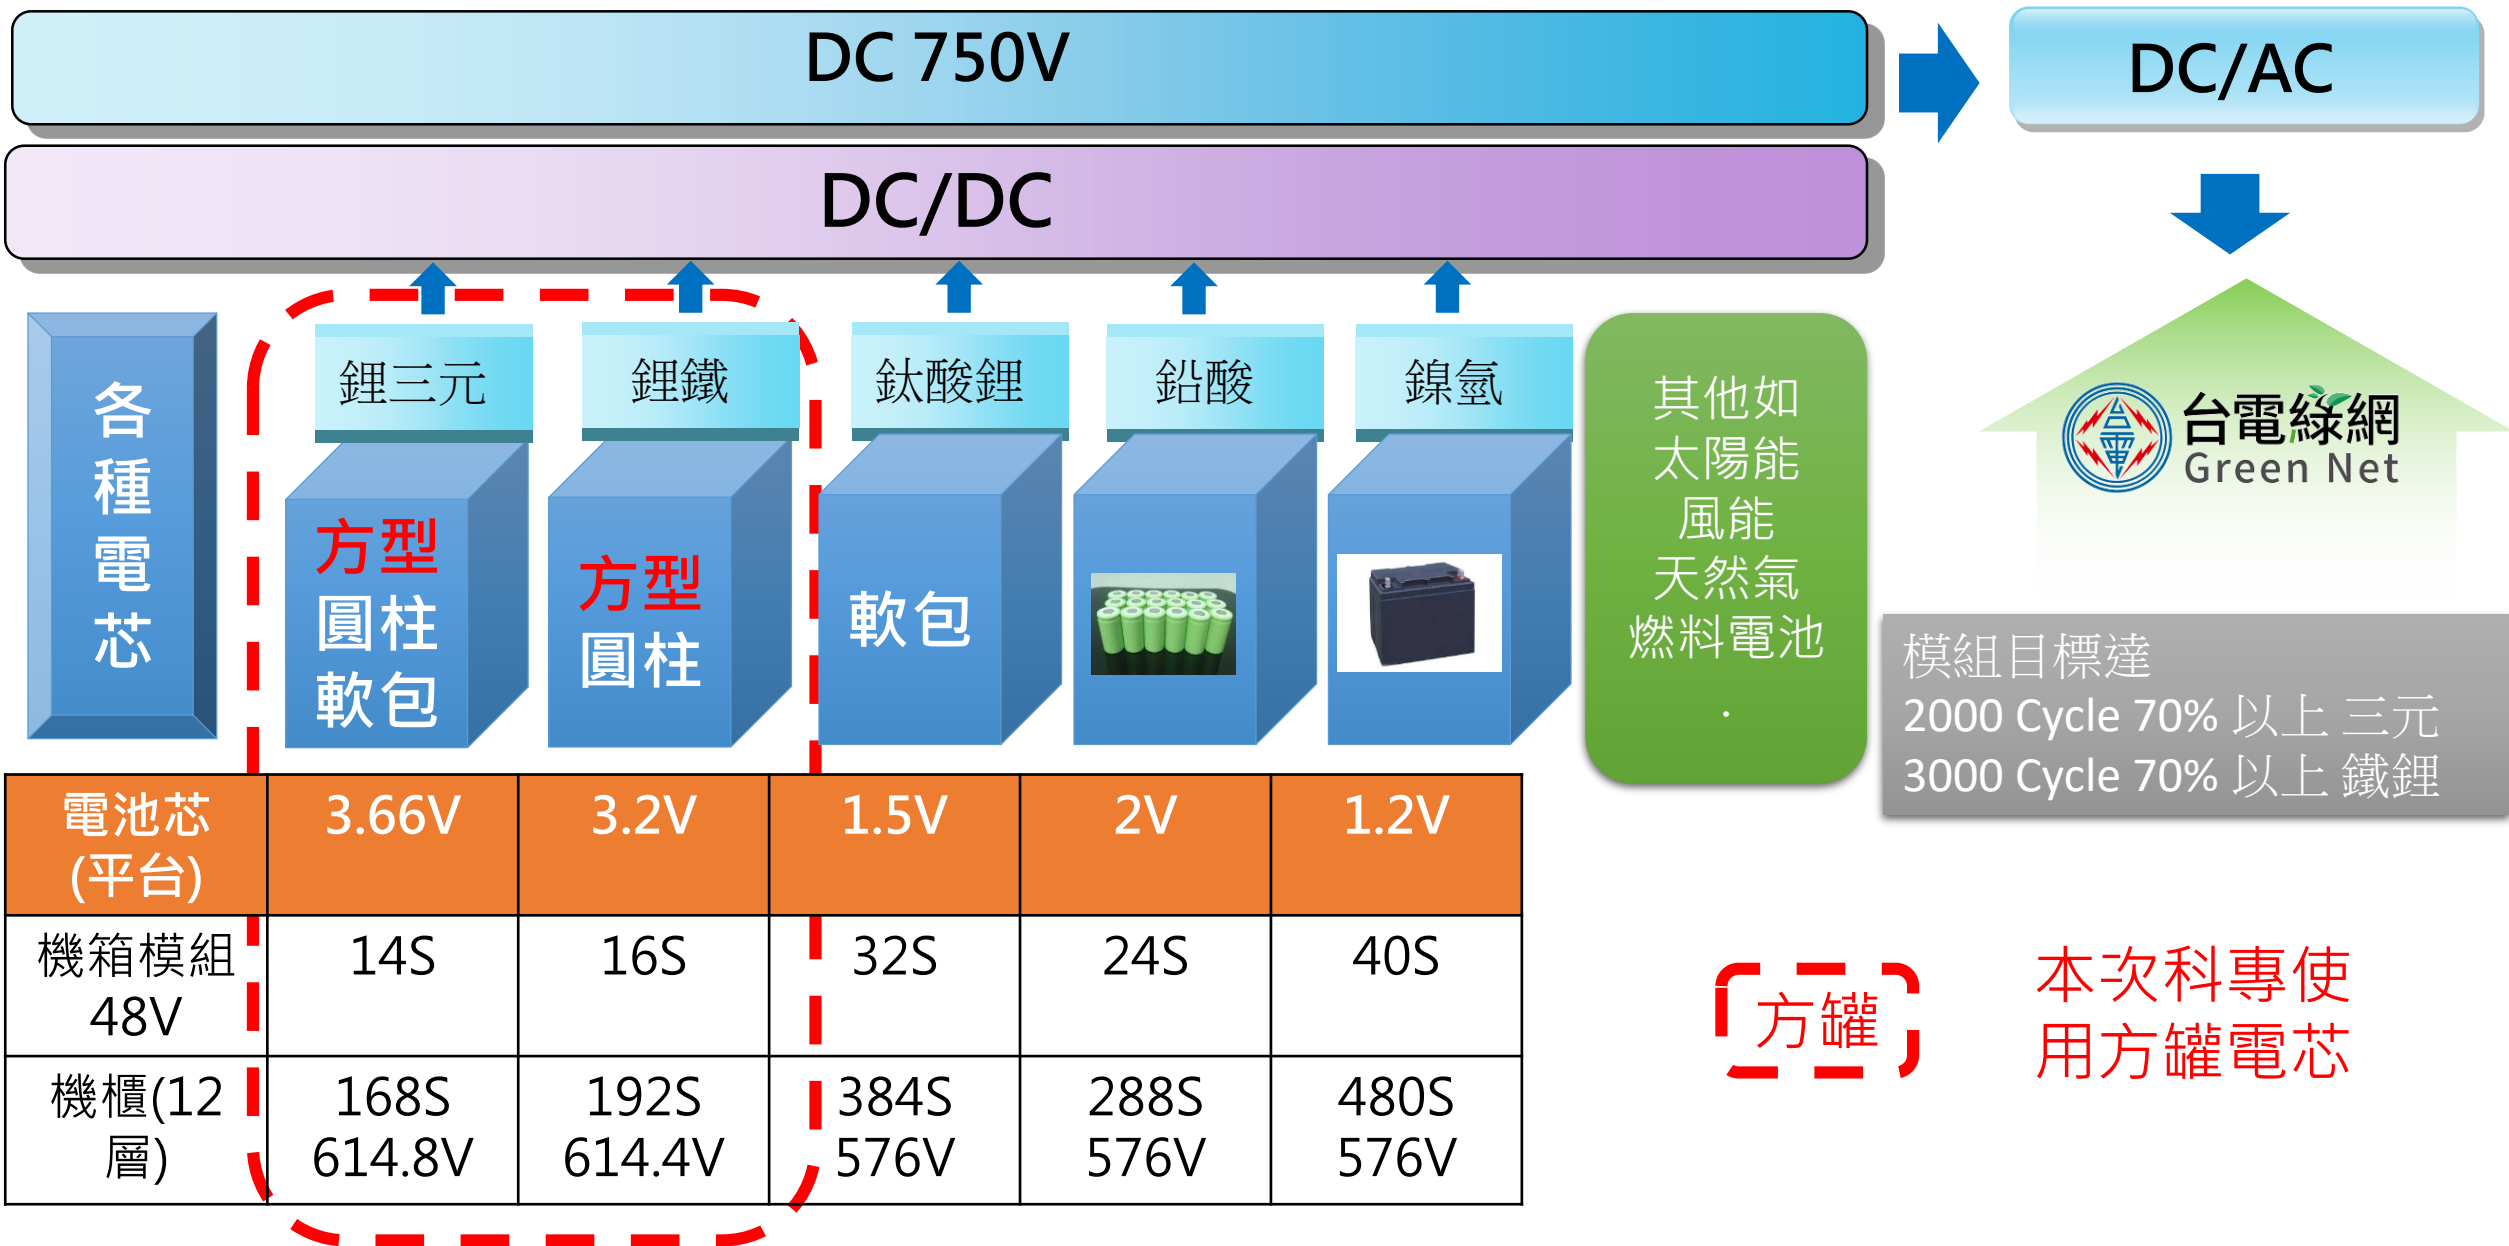 DC 750V
DC/AC
DC/DC
各
種
電
芯
鋰三元
鋰鐵
鈦酸鋰
鉛酸
鎳氫
方型
圓柱
軟包
方型
圓柱
軟包
其他如
太陽能
風能
天然氣
燃料電池
.
台電綠網
Green Net
模組目標達
2000 Cycle 70% 以上 三元
3000 Cycle 70% 以上 鐵鋰
電池芯
(平台)
3.66V
3.2V
1.5V
2V
1.2V
機箱模組
48V
14S
16S
32S
24S
40S
機櫃(12
層)
168S
614.8V
192S
614.4V
384S
576V
288S
576V
480S
576V
方罐
本次科專使
用方罐電芯